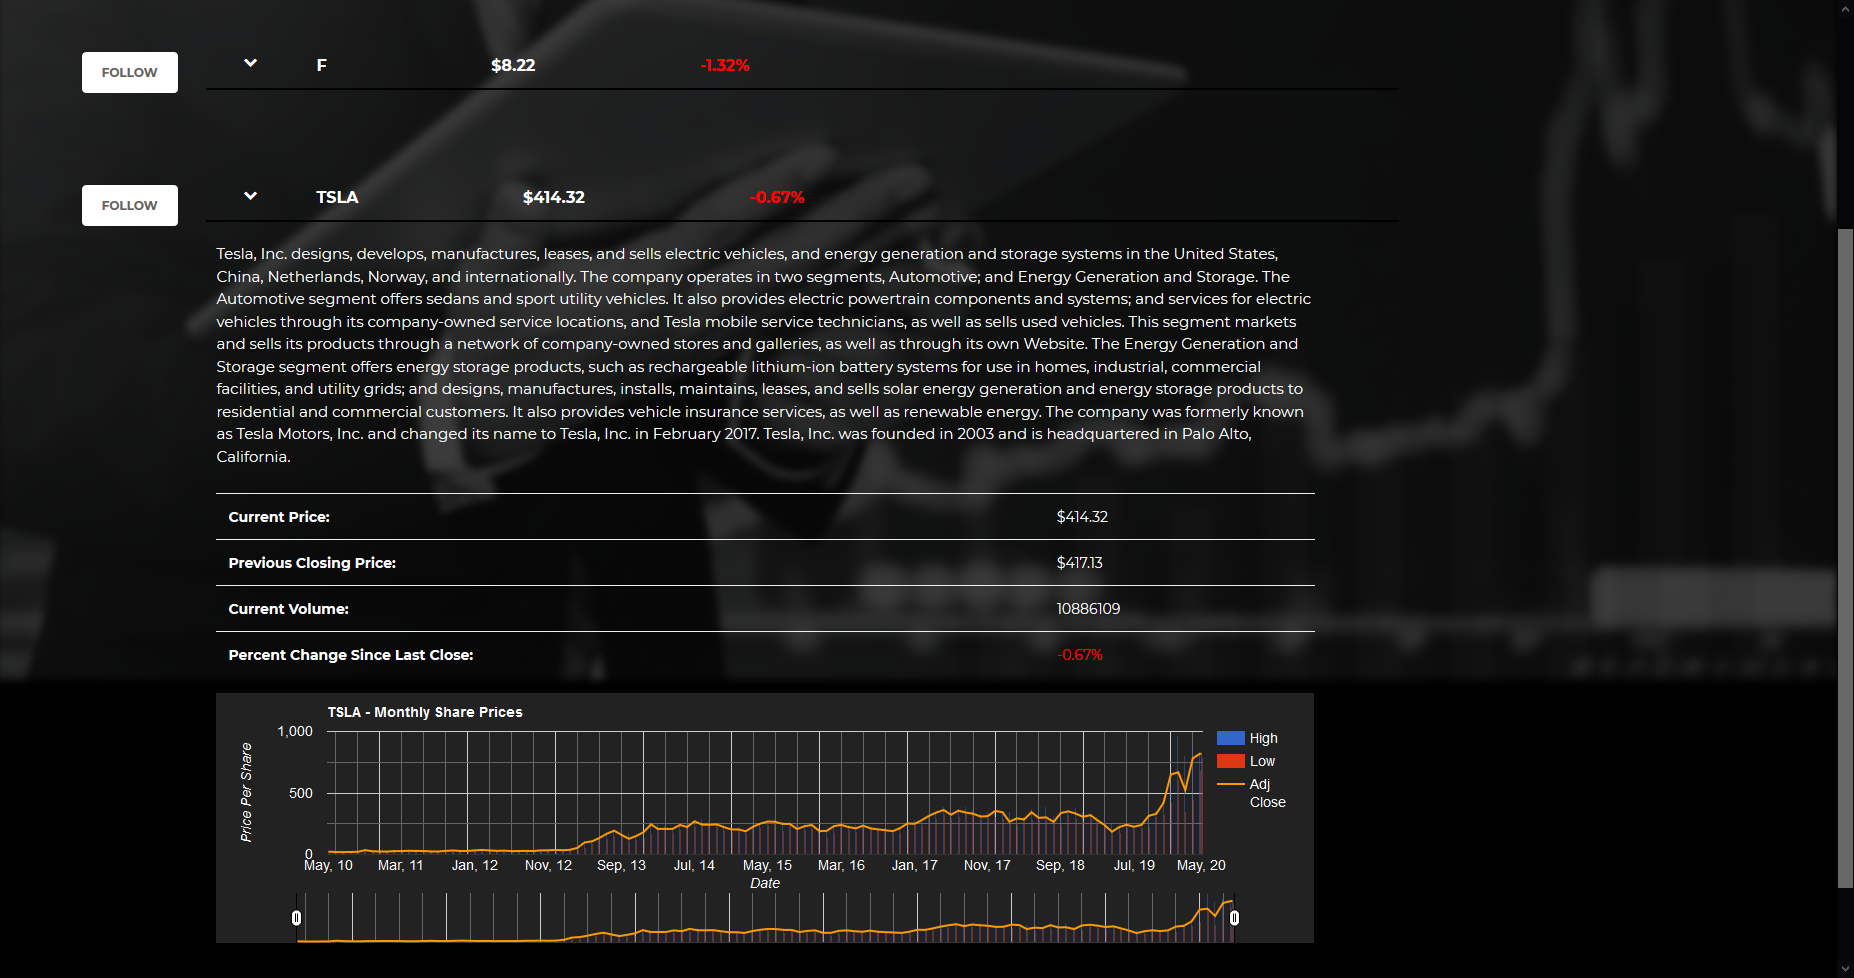 FOLLOW F $8.22 -1.32%
FOLLOW TSLA $414.32 -0.67%
Tesla, Inc. designs, develops, manufactures, leases, and sells electric vehicles, and energy generation and storage systems in the United States,
China, Netherlands, Norway, and internationally. The company operates in two segments, Automotive; and Energy Generation and Storage. The
Automotive segment offers sedans and sport utility vehicles. It also provides electric powertrain components and systems; and services for electric
vehicles through its company-owned service locations, and Tesla mobile service technicians, as well as sells used vehicles. This segment markets
and sells its products through a network of company-owned stores and galleries, as well as through its own Website. The Energy Generation and
Storage segment offers energy storage products, such as rechargeable lithium-ion battery systems for use in homes, industrial, commercial
facilities, and utility grids; and designs, manufactures, installs, maintains, leases, and sells solar energy generation and energy storage products to
residential and commercial customers. It also provides vehicle insurance services, as well as renewable energy. The company was formerly known
as Tesla Motors, Inc. and changed its name to Tesla, Inc. in February 2017. Tesla, Inc. was founded in 2003 and is headquartered in Palo Alto,
California.
Current Price: $414.32
Previous Closing Price: $417.13
Current Volume: 10886109
Percent Change Since Last Close: -0.67%
TSLA - Monthly Share Prices
Price Per Share
1,000
500
0
May, 10 Mar, 11 Jan, 12 Nov, 12 Sep, 13 Jul, 14 May, 15 Mar, 16 Jan, 17 Nov, 17 Sep, 18 Jul, 19 May, 20
Date
High
Low
Adj
Close